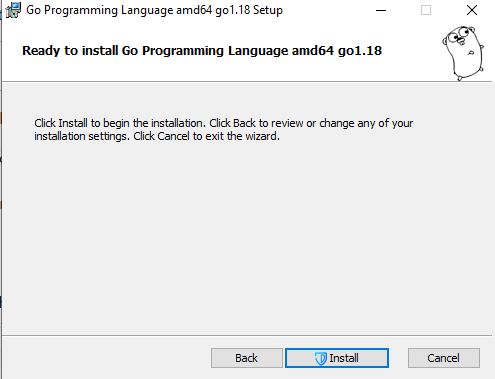 Go Programming Language amd64 go1.18 Setup
Ready to install Go Programming Language amd64 go1.18
Click Install to begin the installation. Click Back to review or change any of your
installation settings. Click Cancel to exit the wizard.
Back
Install
Cancel